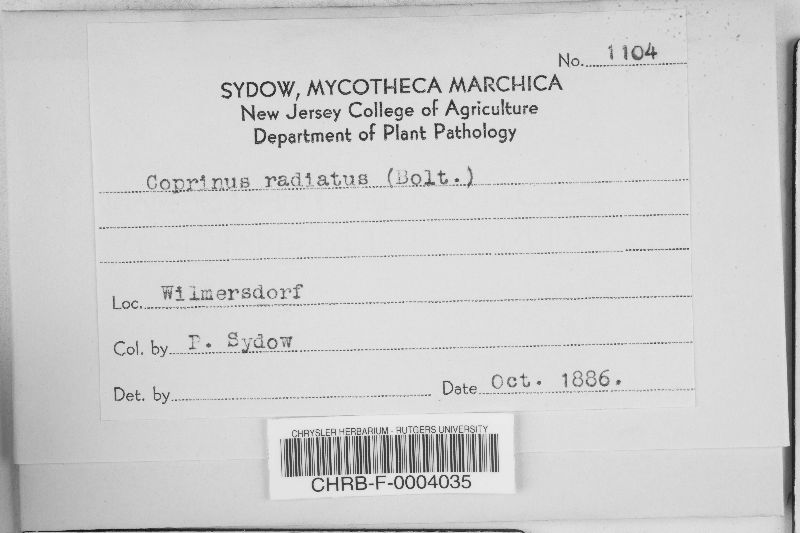 No. 1104
SYDOW, MYCOTHECA MARCHICA
New Jersey College of Agriculture
Department of Plant Pathology
Coprinus radiatus (Bolt.)
Loc. Wilmersdorf
Col. by P. Sydow
Det. by
Date Oct. 1886.
CHRYSLER HERBARIUM - RUTGERS UNIVERSITY
CHRB-F-0004035